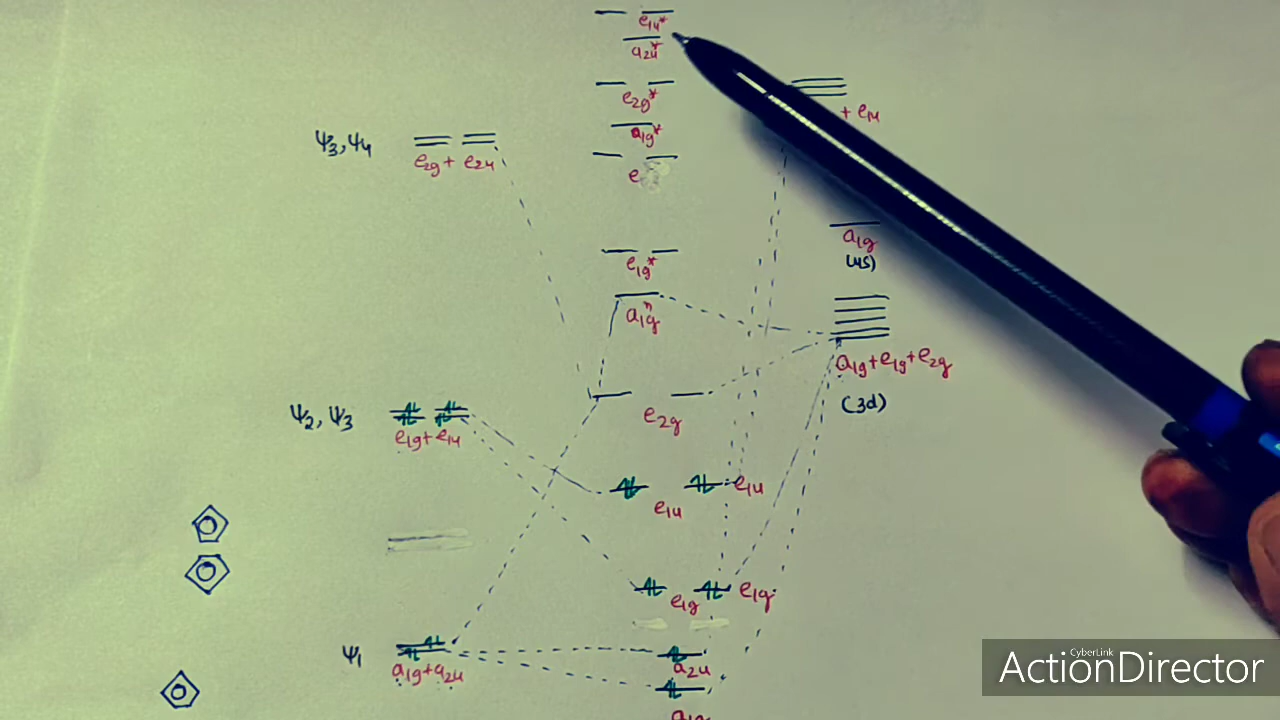 e1u*
a2u*
e2g*
+ e1u
a1g*
ψ3,ψ4
e2g + e2u
e
a1g
(4s)
e1g*
a1g^n
a1g+e1g+e2g
(3d)
e2g
ψ2, ψ3
e1g+e1u
e1u
e1u
e1g
e1g
ψ1
a1g+a2u
a2u
CyberLink
ActionDirector